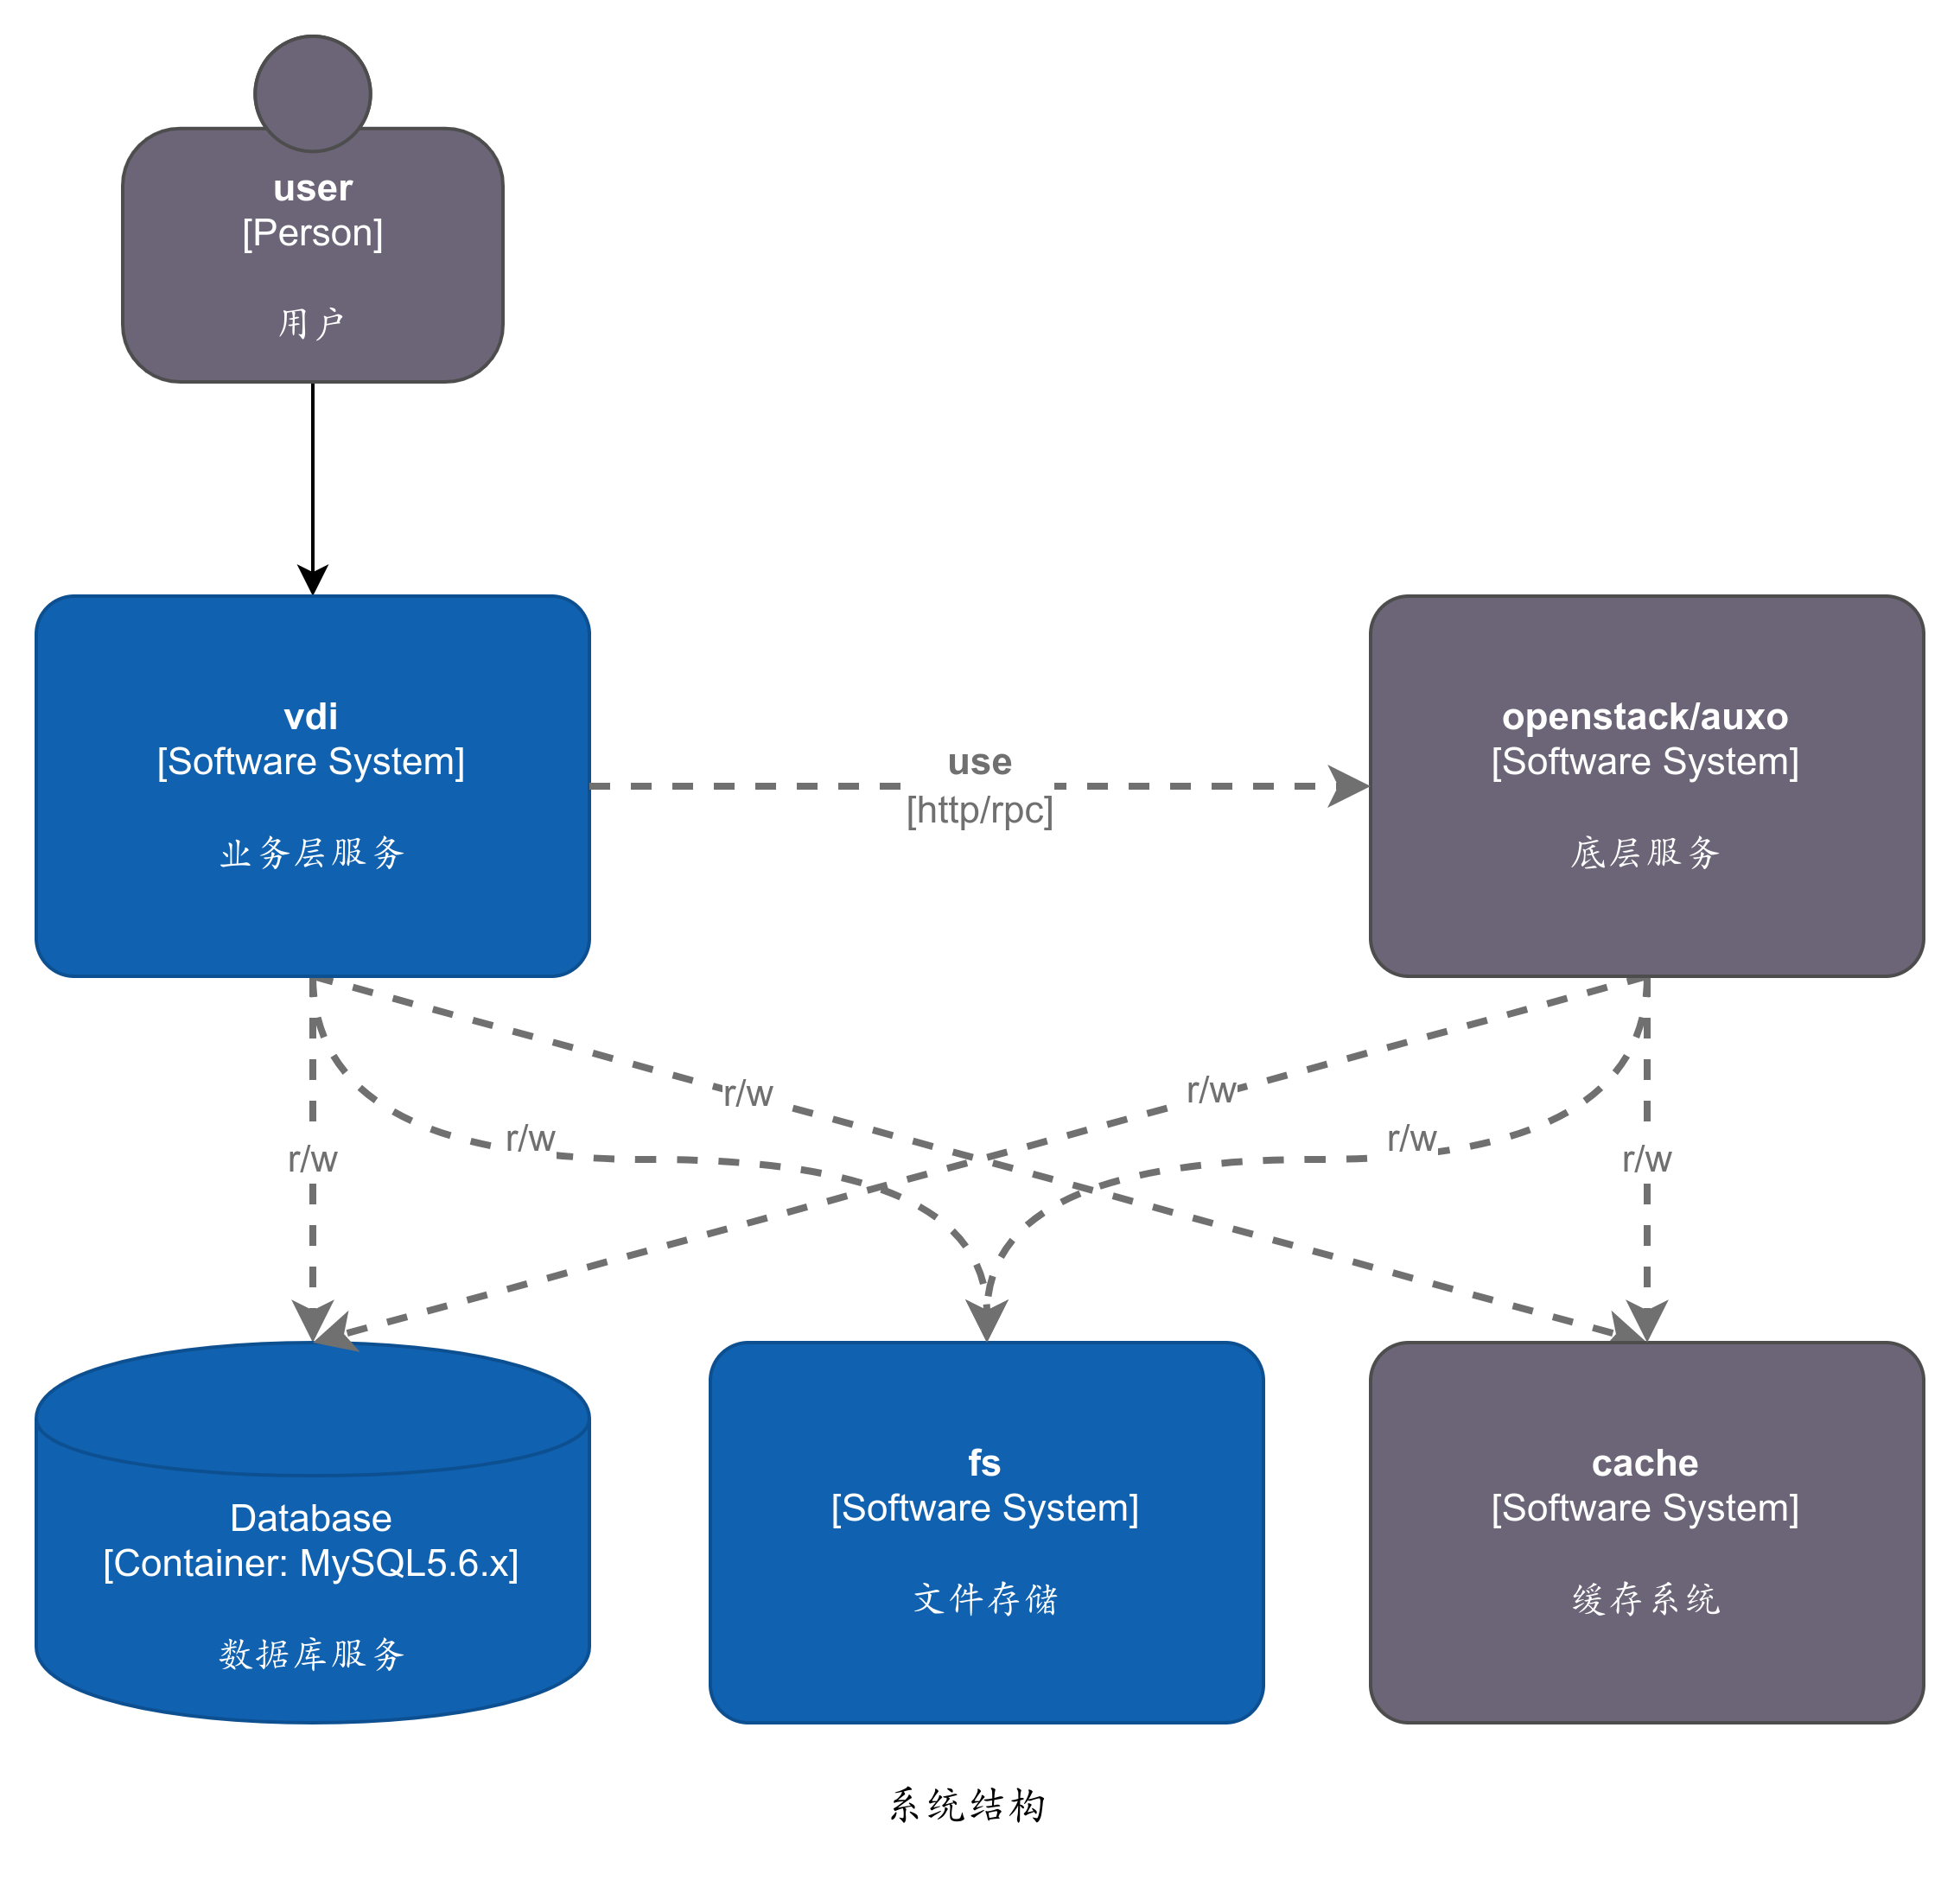 user
[Person]
用户
vdi
[Software System]
业务层服务
use
[http/rpc]
openstack/auxo
[Software System]
底层服务
r/w
r/w
r/w
r/w
r/w
r/w
Database
[Container: MySQL5.6.x]
数据库服务
fs
[Software System]
文件存储
cache
[Software System]
缓存系统
系统结构